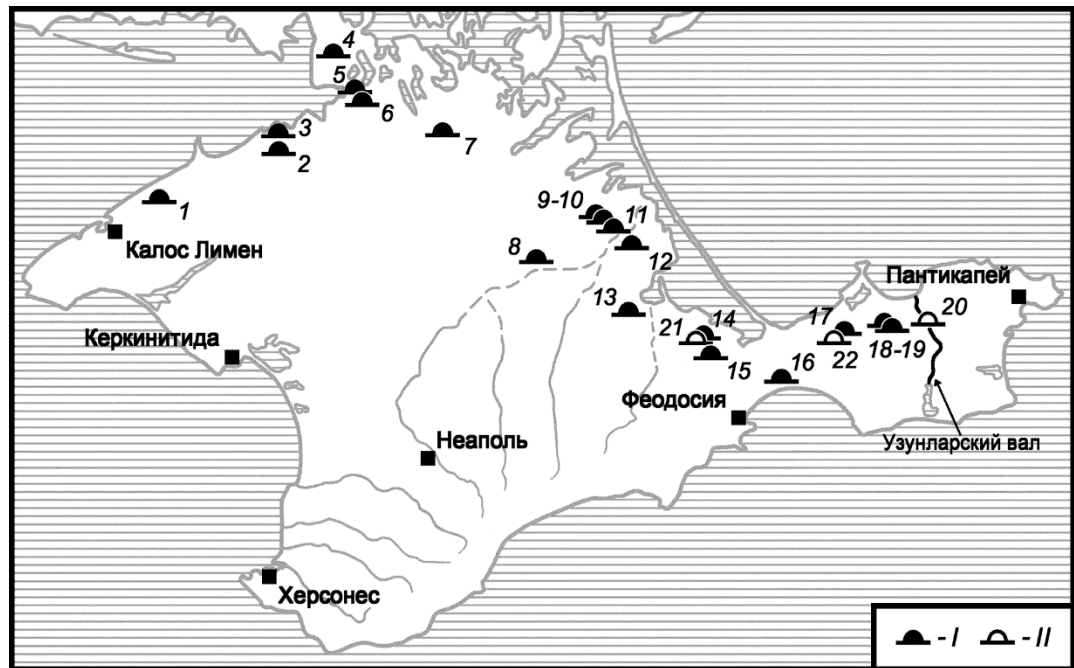 4
5
6
3
2
7
1
Калос Лимен
9-10
11
8
12
Пантикапей
13
Керкинитида
21
14
17
20
15
22
18-19
16
Феодосия
Неаполь
Узунларский вал
Херсонес
- I
- II